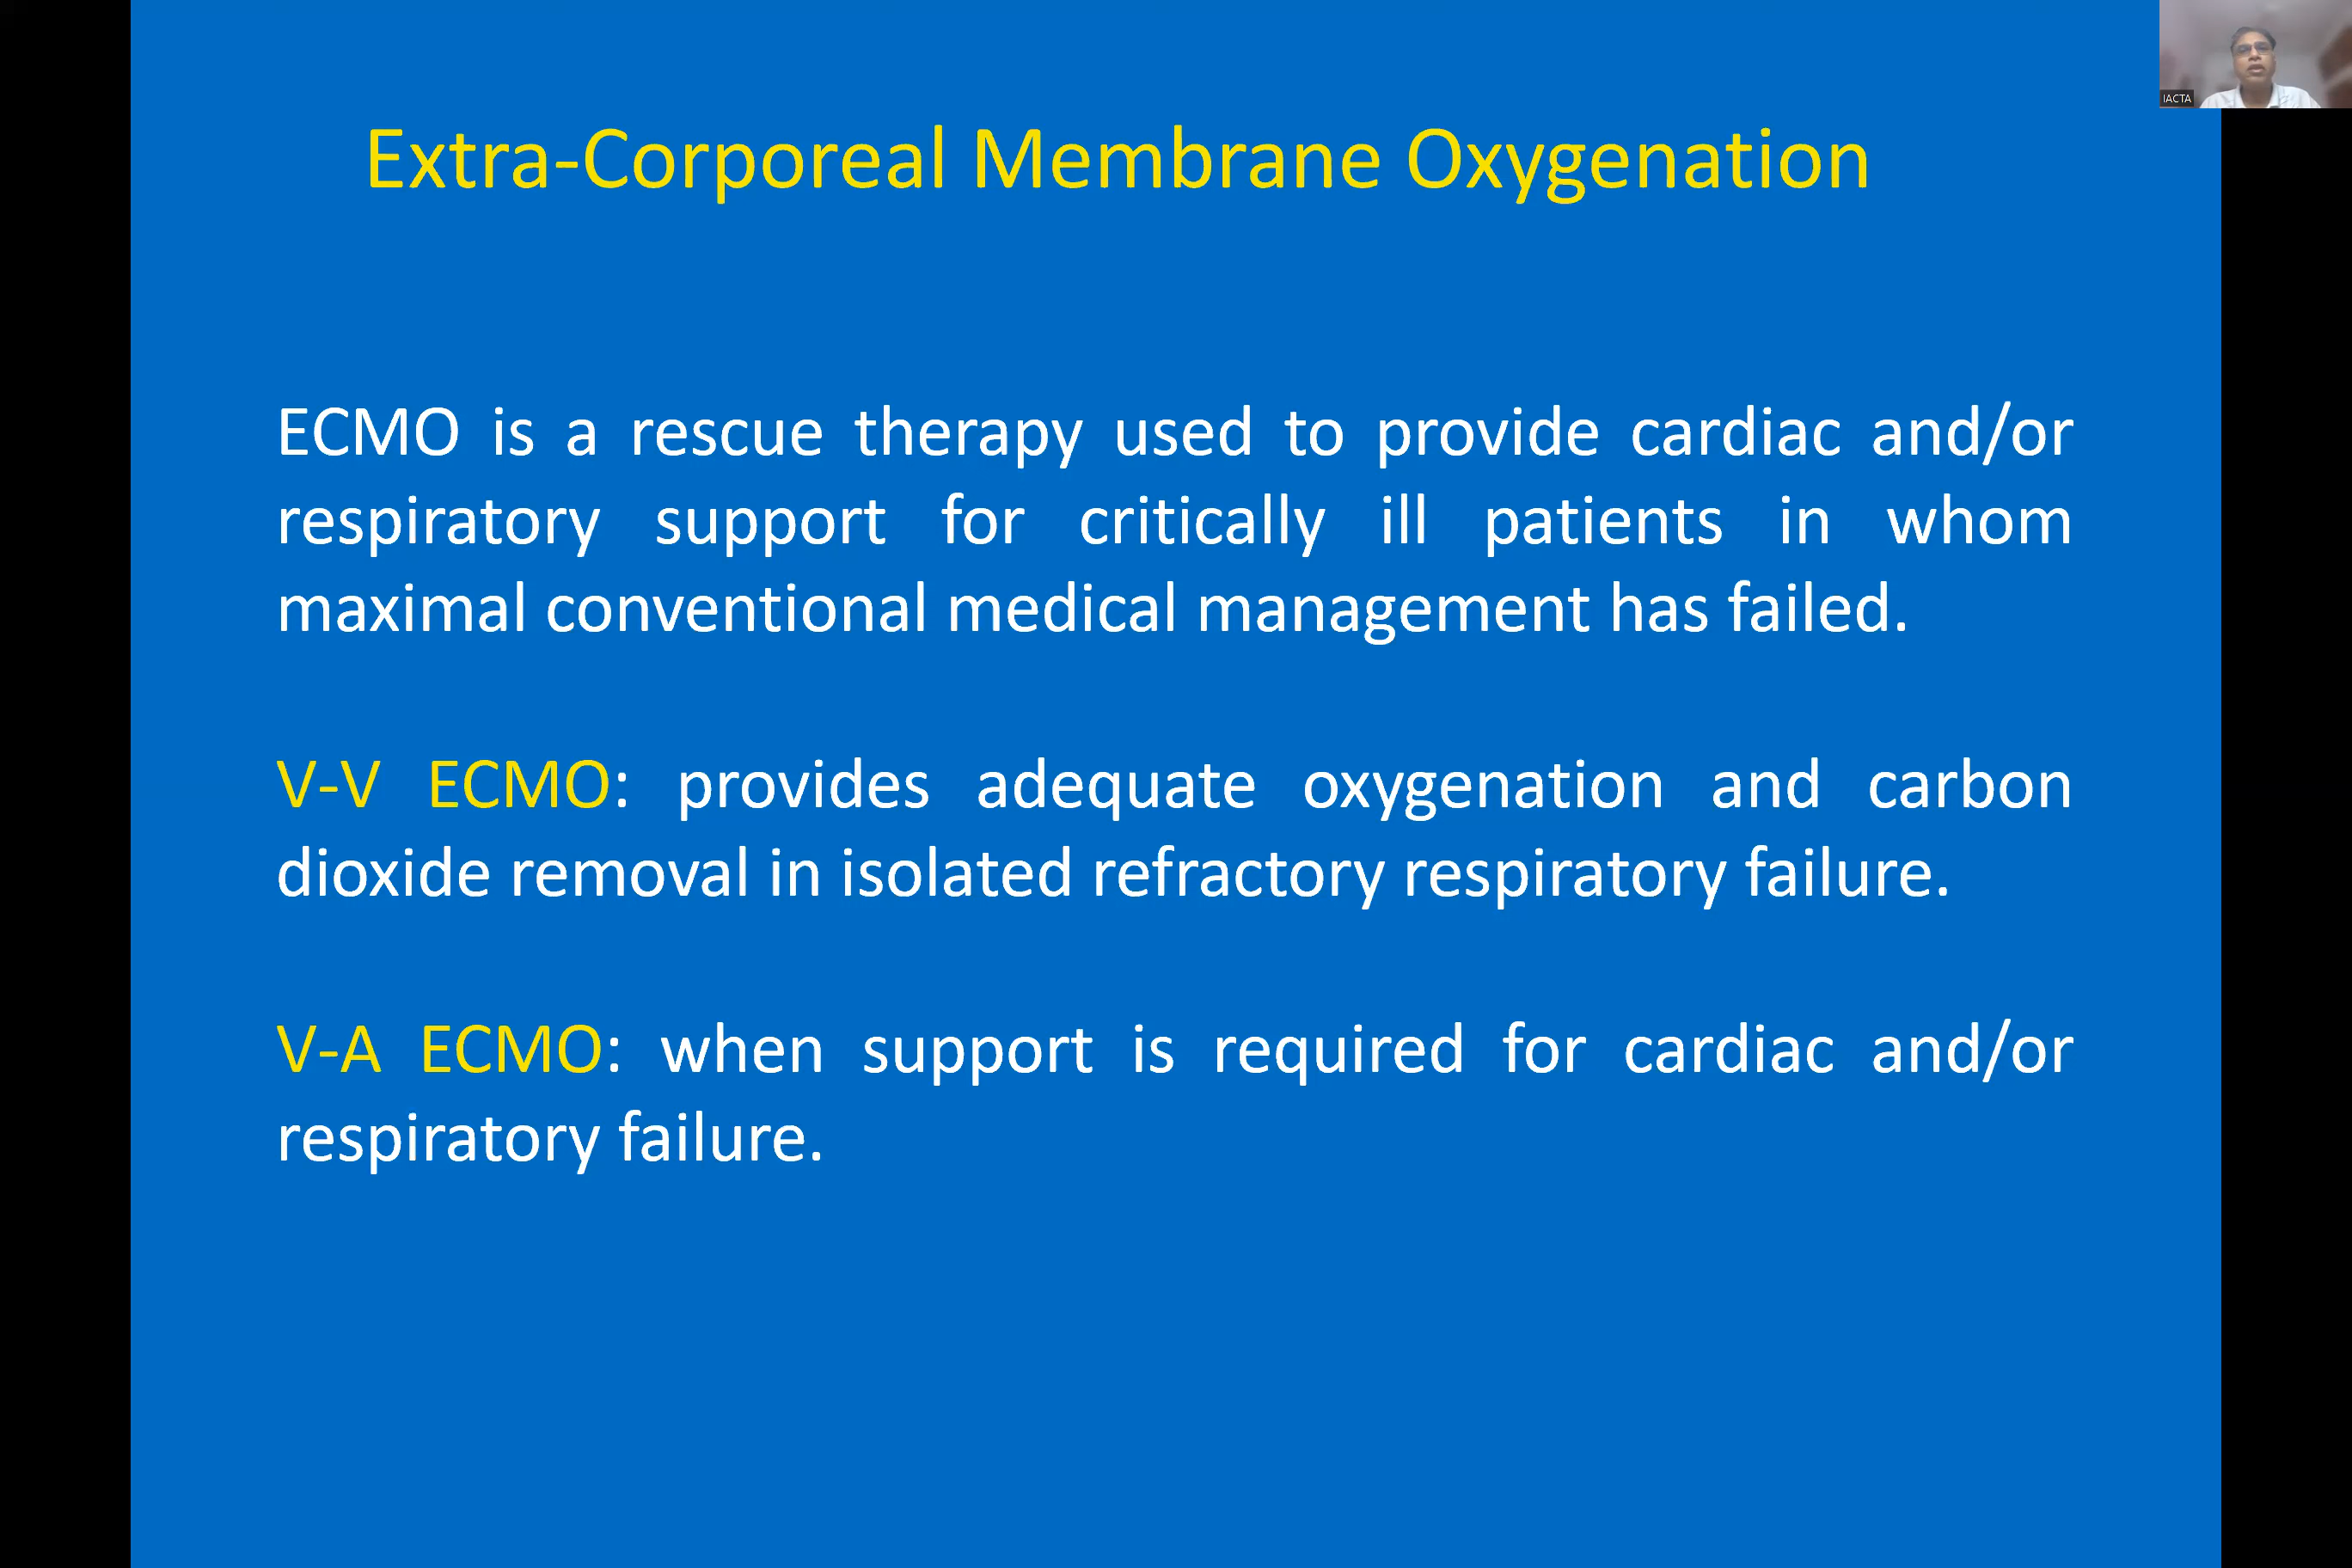 IACTA
Extra-Corporeal Membrane Oxygenation
ECMO is a rescue therapy used to provide cardiac and/or
respiratory support for critically ill patients in whom
maximal conventional medical management has failed.
V-V ECMO: provides adequate oxygenation and carbon
dioxide removal in isolated refractory respiratory failure.
V-A ECMO: when support is required for cardiac and/or
respiratory failure.